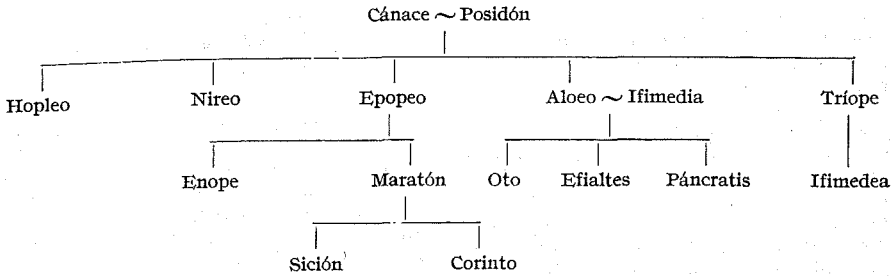 Cánace ~ Posidón
Hopleo Nireo Epopeo Aloeo ~ Ifimedia Tríope
Enope Maratón Oto Efialtes Páncratis Ifimedea
Sición Corinto